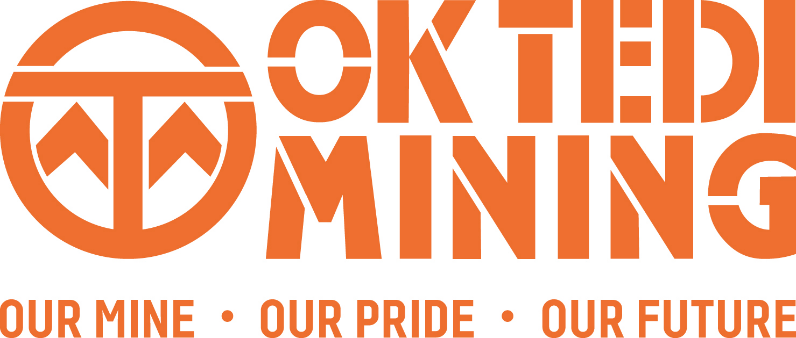 OK TEDI
MINING
OUR MINE • OUR PRIDE • OUR FUTURE